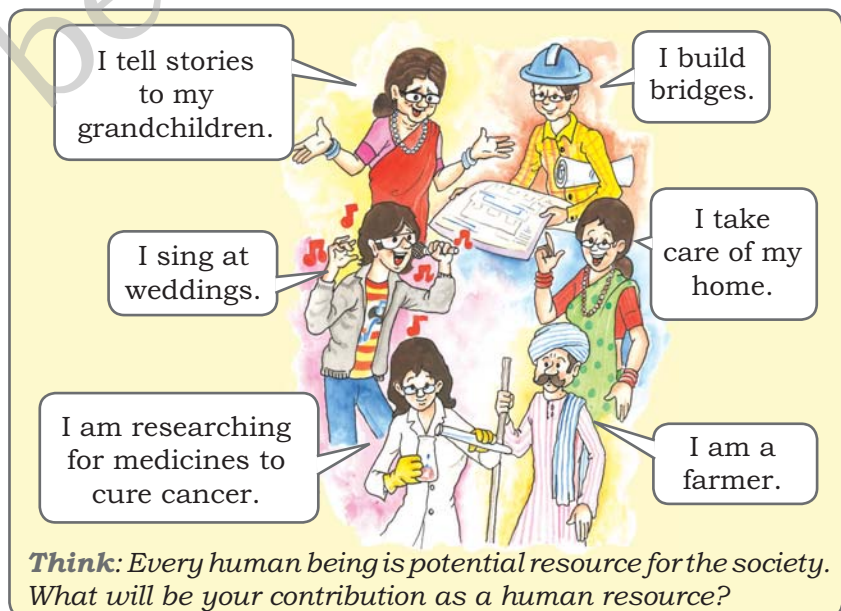 I tell stories
to my
grandchildren.
I build
bridges.
I sing at
weddings.
I take
care of my
home.
I am researching
for medicines to
cure cancer.
I am a
farmer.
Think: Every human being is potential resource for the society.
What will be your contribution as a human resource?